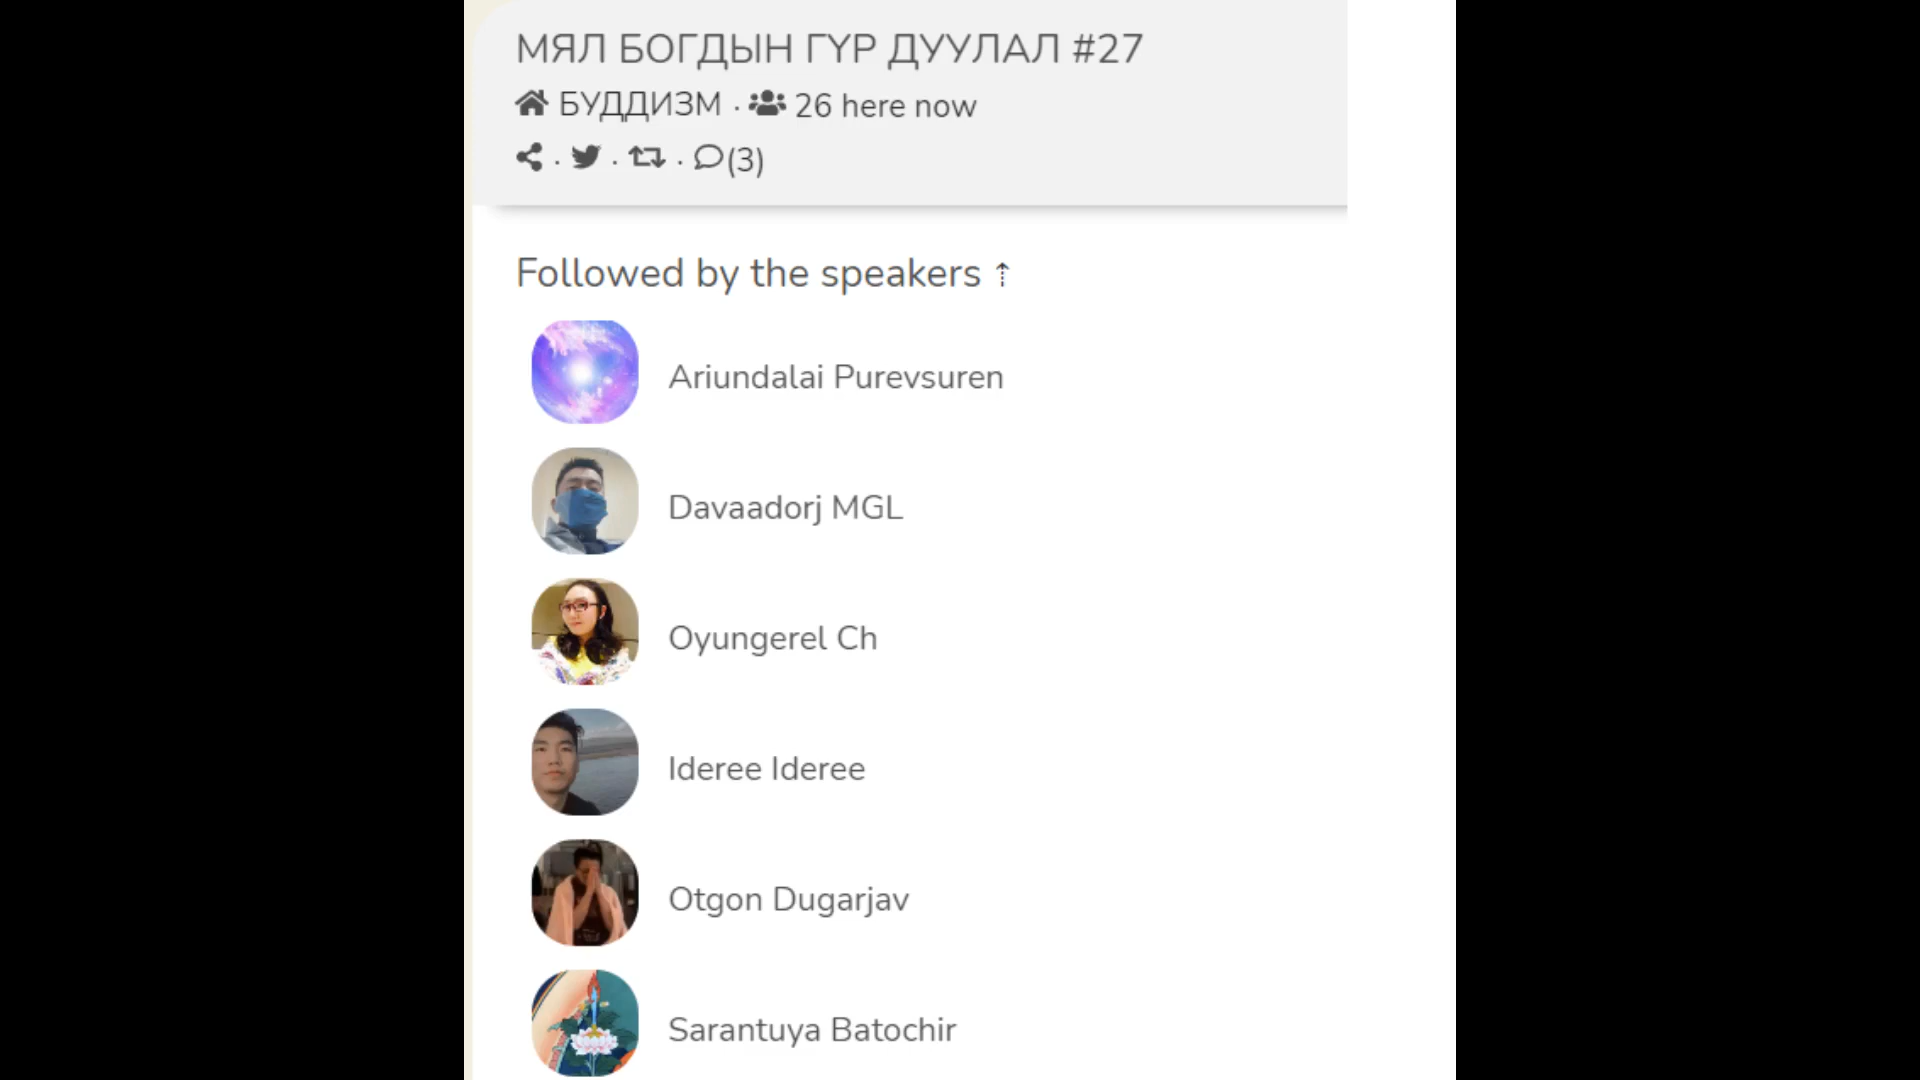 МЯЛ БОГДЫН ГҮР ДУУЛАЛ #27
БУДДИЗМ · 26 here now
· · · (3)
Followed by the speakers ⇡
Ariundalai Purevsuren
Davaadorj MGL
Oyungerel Ch
Ideree Ideree
Otgon Dugarjav
Sarantuya Batochir